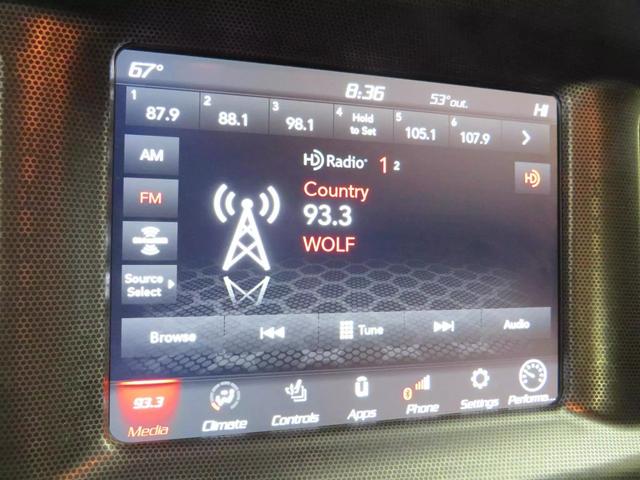 67°
8:36
53°out.
HI
1 87.9
2 88.1
3 98.1
4 Hold to Set
5 105.1
6 107.9
AM
HD Radio 1 2
HD
FM
Country
93.3
WOLF
Source
Select
Browse
Tune
Audio
93.3
Media
Climate
Controls
Apps
Phone
Settings
Performa...